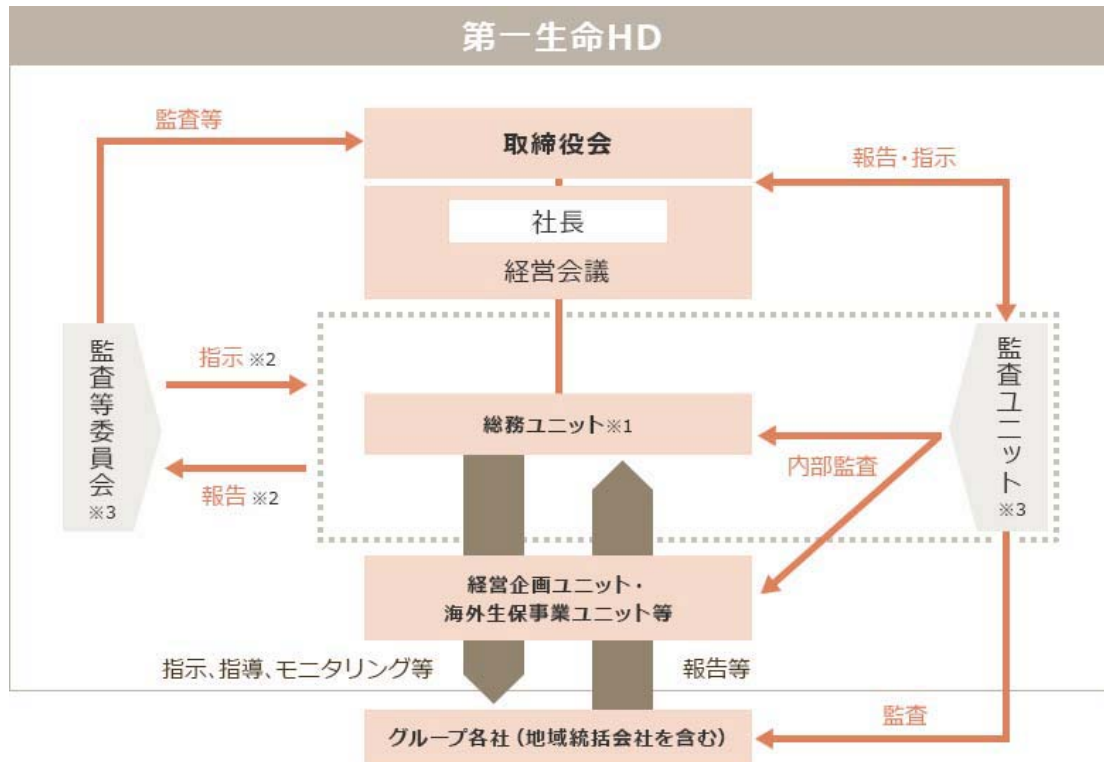 第一生命HD
監査等
取締役会
報告・指示
社長
経営会議
監査等委員会
※3
指示 ※2
報告 ※2
総務ユニット※1
内部監査
監査ユニット
※3
経営企画ユニット・
海外生保事業ユニット等
指示、指導、モニタリング等
報告等
監査
グループ各社（地域統括会社を含む）